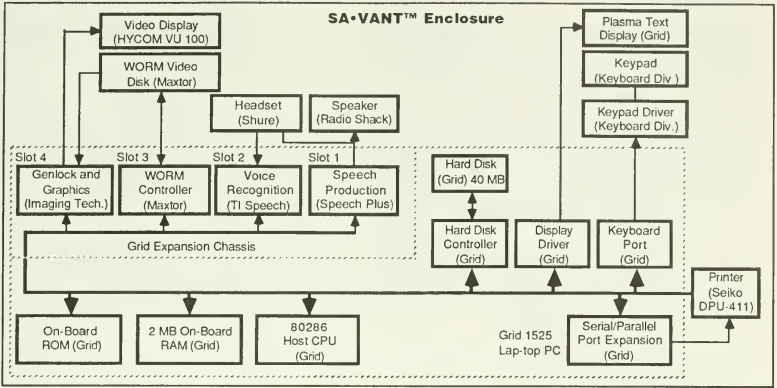 SA•VANT™ Enclosure
Video Display
(HYCOM VU 100)
WORM Video
Disk (Maxtor)
Headset
(Shure)
Speaker
(Radio Shack)
Plasma Text
Display (Grid)
Keypad
(Keyboard Div.)
Keypad Driver
(Keyboard Div.)
Slot 4
Slot 3
Slot 2
Slot 1
Genlock and
Graphics
(Imaging Tech.)
WORM
Controller
(Maxtor)
Voice
Recognition
(TI Speech)
Speech
Production
(Speech Plus)
Hard Disk
(Grid) 40 MB
Grid Expansion Chassis
Hard Disk
Controller
(Grid)
Display
Driver
(Grid)
Keyboard
Port
(Grid)
Printer
(Seiko
DPU-411)
On-Board
ROM (Grid)
2 MB On-Board
RAM (Grid)
80286
Host CPU
(Grid)
Grid 1525
Lap-top PC
Serial/Parallel
Port Expansion
(Grid)